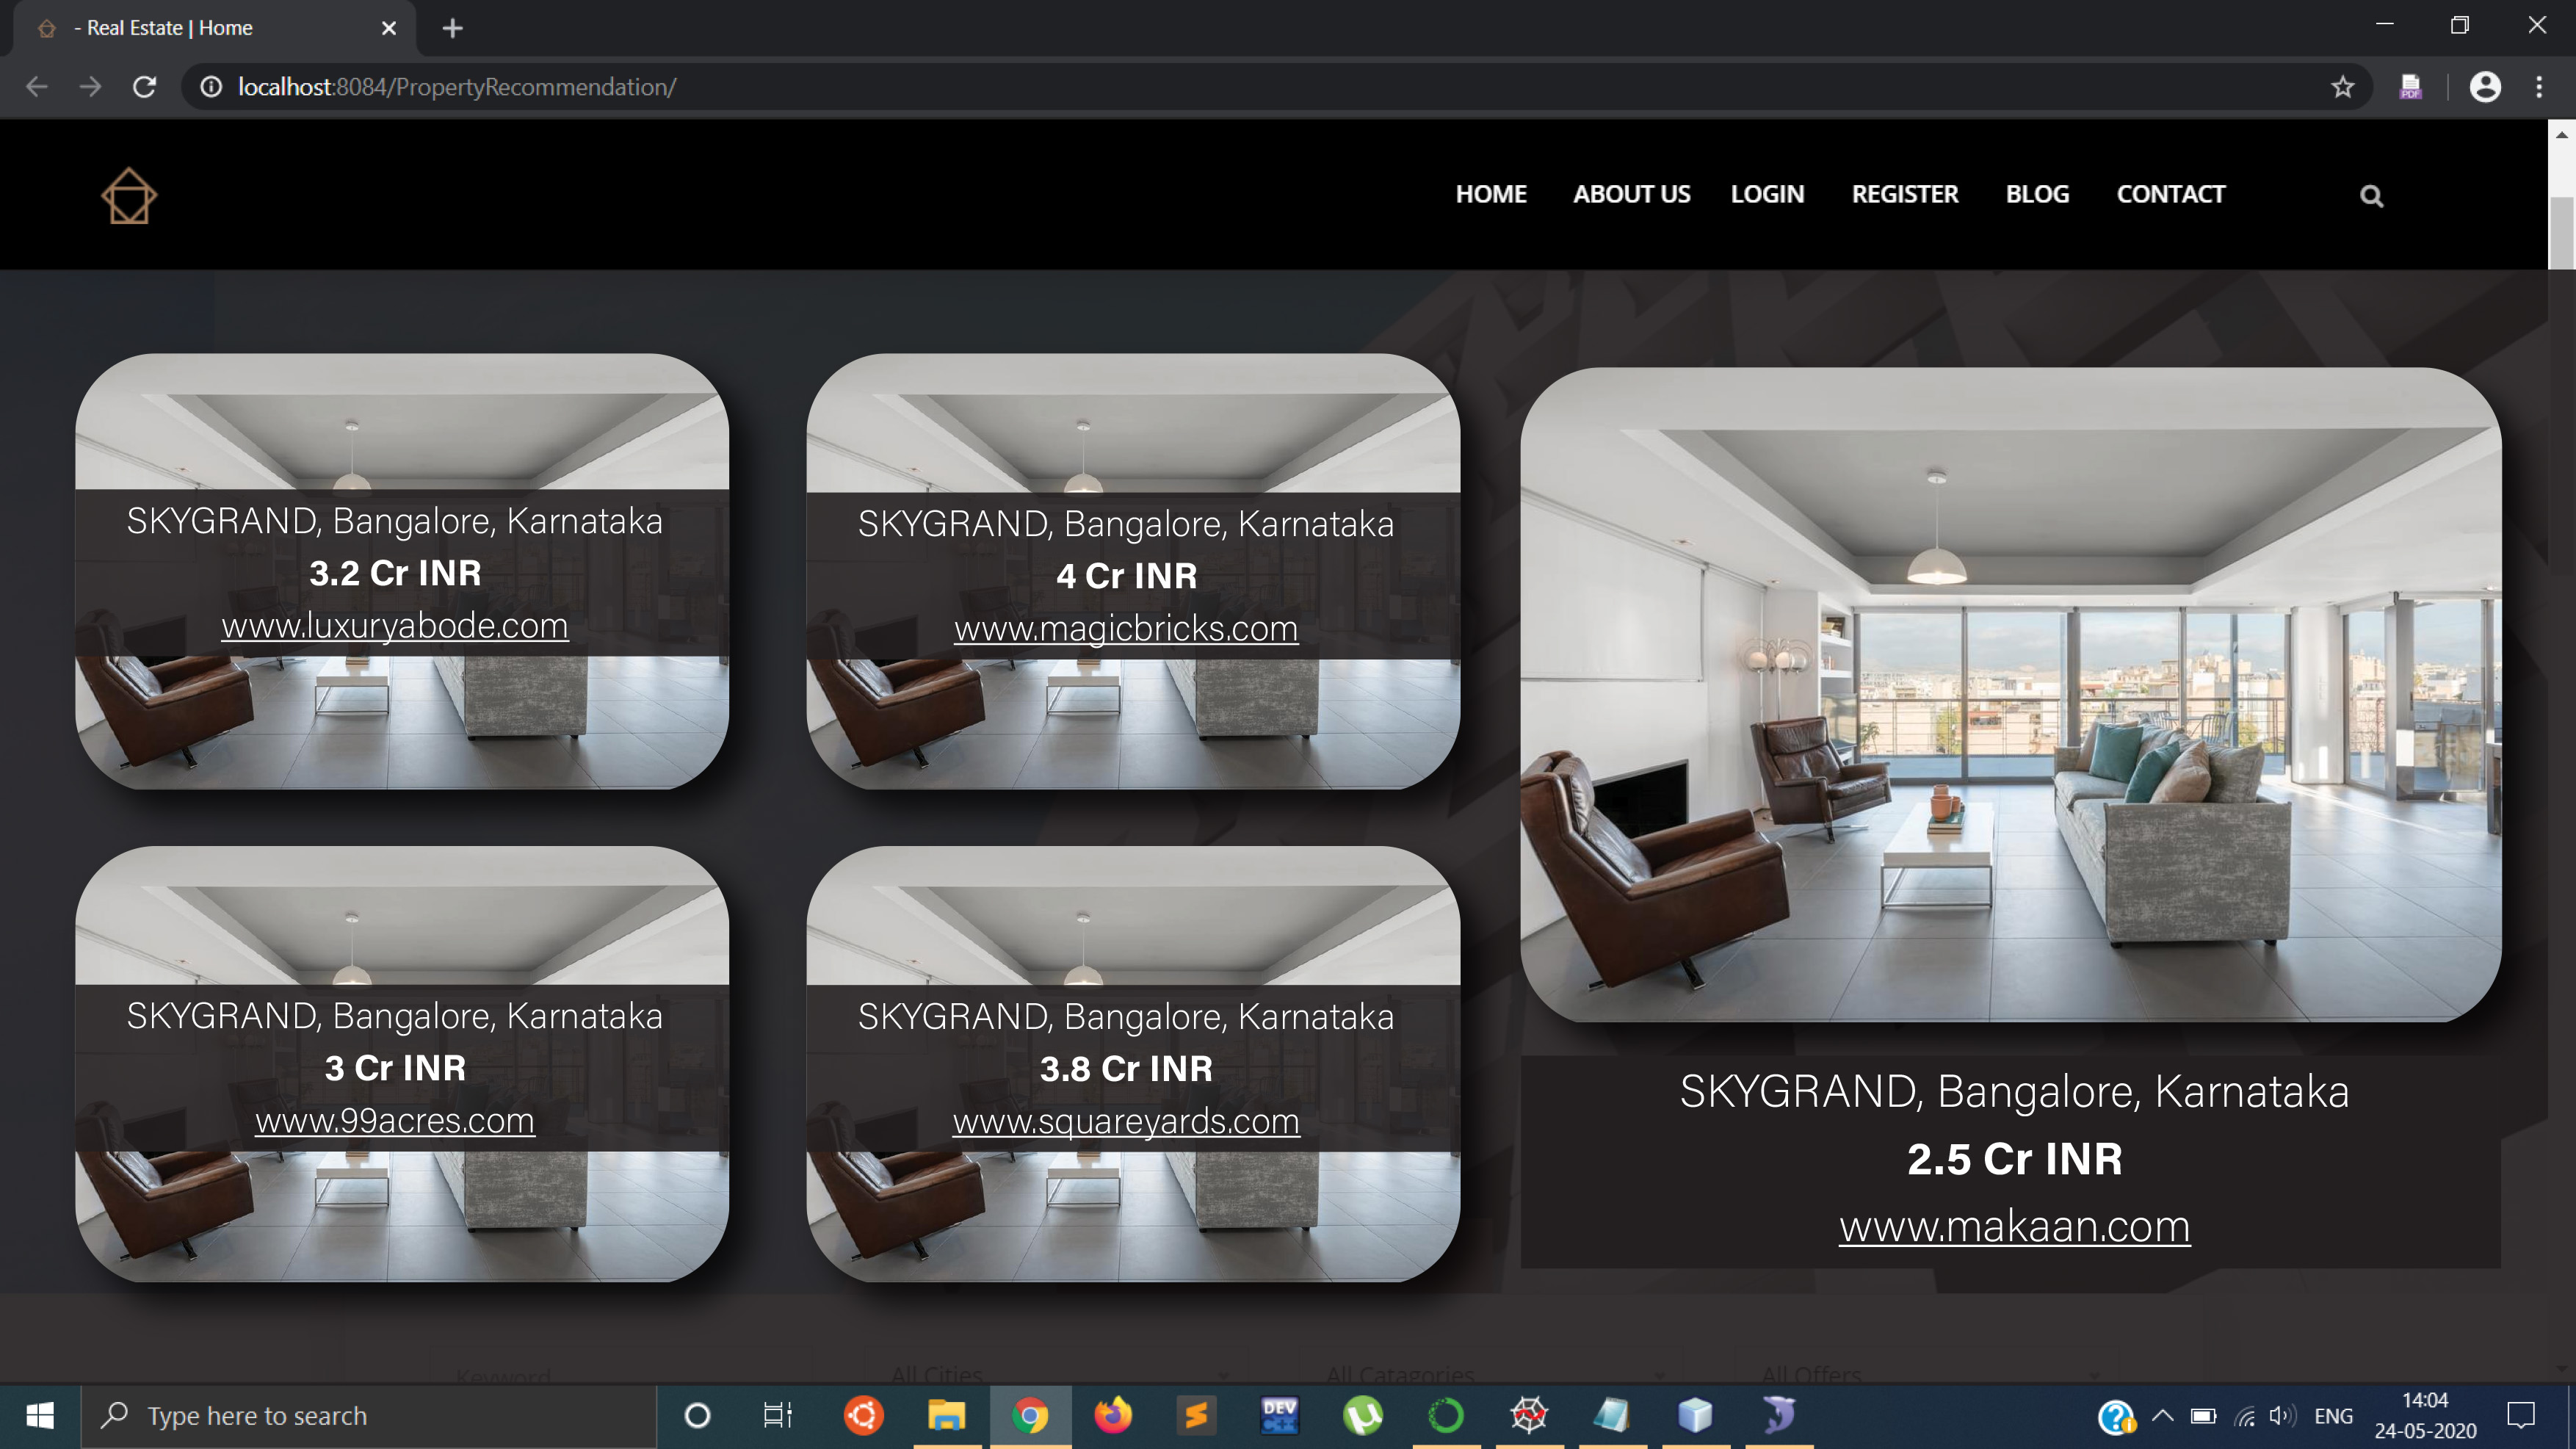 - Real Estate | Home
localhost:8084/PropertyRecommendation/
PDF
HOME ABOUT US LOGIN REGISTER BLOG CONTACT
SKYGRAND, Bangalore, Karnataka
3.2 Cr INR
www.luxuryabode.com
SKYGRAND, Bangalore, Karnataka
4 Cr INR
www.magicbricks.com
SKYGRAND, Bangalore, Karnataka
3 Cr INR
www.99acres.com
SKYGRAND, Bangalore, Karnataka
3.8 Cr INR
www.squareyards.com
SKYGRAND, Bangalore, Karnataka
2.5 Cr INR
www.makaan.com
Keyword All Cities All Catagories All Offers
Type here to search
DEV
ENG
14:04
24-05-2020